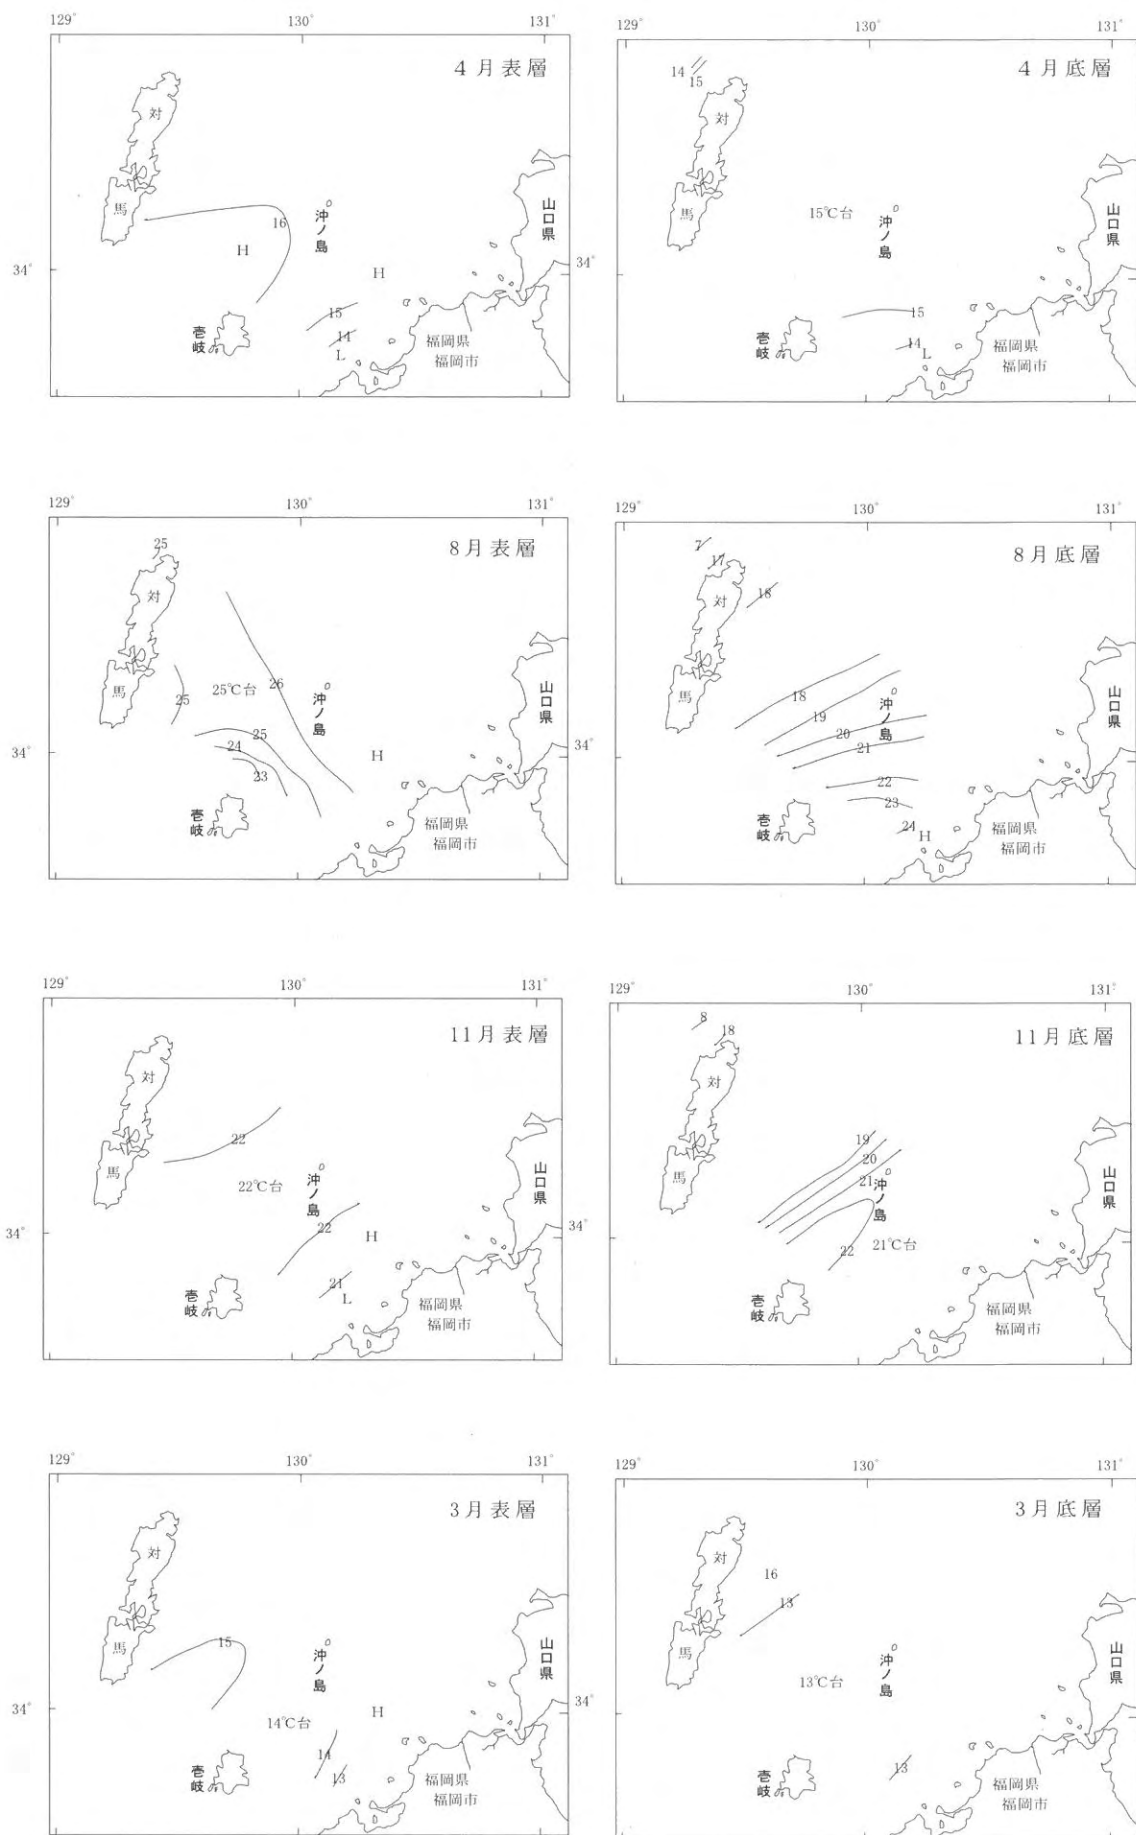 129°
130°
131°
4月表層
対
馬
16
沖ノ島
山口県
H
H
34°
15
14
L
壱岐
福岡県
福岡市
129°
130°
131°
4月底層
14
15
対
馬
15℃台
沖ノ島
山口県
34°
15
14
L
壱岐
福岡県
福岡市
129°
130°
131°
8月表層
25
対
馬
25
25℃台
26
沖ノ島
山口県
25
24
23
H
34°
壱岐
福岡県
福岡市
129°
130°
131°
8月底層
7
17
対
18
馬
18
19
沖ノ島
山口県
20
21
34°
22
23
24
H
壱岐
福岡県
福岡市
129°
130°
131°
11月表層
対
22
馬
22℃台
沖ノ島
山口県
22
H
34°
21
L
壱岐
福岡県
福岡市
129°
130°
131°
11月底層
8
18
対
19
20
馬
21
沖ノ島
山口県
34°
22
21℃台
壱岐
福岡県
福岡市
129°
130°
131°
3月表層
対
馬
15
沖ノ島
山口県
34°
14℃台
H
14
13
壱岐
福岡県
福岡市
129°
130°
131°
3月底層
対
16
13
馬
13℃台
沖ノ島
山口県
34°
13
壱岐
福岡県
福岡市